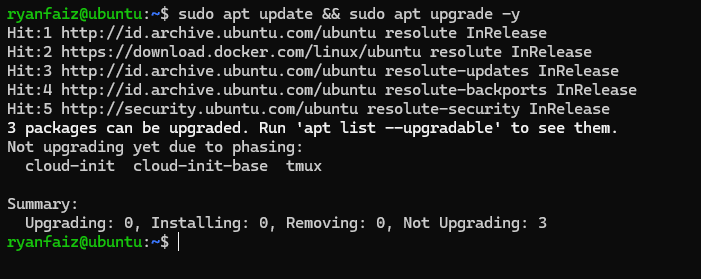 ryanfaiz@ubuntu:~$ sudo apt update && sudo apt upgrade -y
Hit:1 http://id.archive.ubuntu.com/ubuntu resolute InRelease
Hit:2 https://download.docker.com/linux/ubuntu resolute InRelease
Hit:3 http://id.archive.ubuntu.com/ubuntu resolute-updates InRelease
Hit:4 http://id.archive.ubuntu.com/ubuntu resolute-backports InRelease
Hit:5 http://security.ubuntu.com/ubuntu resolute-security InRelease
3 packages can be upgraded. Run 'apt list --upgradable' to see them.
Not upgrading yet due to phasing:
  cloud-init  cloud-init-base  tmux

Summary:
  Upgrading: 0, Installing: 0, Removing: 0, Not Upgrading: 3
ryanfaiz@ubuntu:~$